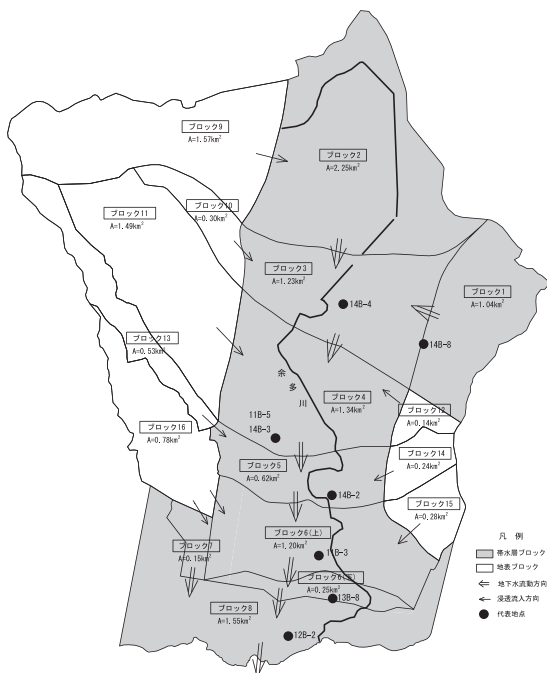 ブロック9
A=1.57km²
ブロック2
A=2.25km²
ブロック10
A=0.30km²
ブロック11
A=1.49km²
ブロック3
A=1.23km²
ブロック1
A=1.04km²
14B-4
14B-8
ブロック13
A=0.53km²
余多川
ブロック4
A=1.34km²
ブロック12
A=0.14km²
11B-5
14B-3
ブロック16
A=0.78km²
ブロック14
A=0.24km²
ブロック5
A=0.62km²
14B-2
ブロック15
A=0.28km²
ブロック6(上)
A=1.20km²
ブロック7
A=0.15km²
11B-3
ブロック6(下)
A=0.25km²
13B-8
ブロック8
A=1.55km²
12B-2
凡 例
帯水層ブロック
地表ブロック
地下水流動方向
浸透流入方向
代表地点